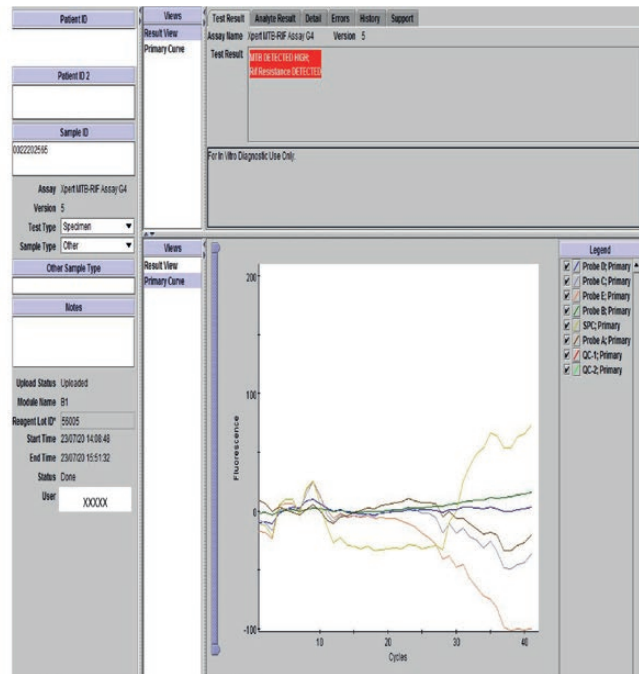 Patient ID
Patient ID 2
Sample ID
0022202565
Assay Xpert MTB-RIF Assay G4
Version 5
Test Type Specimen
Sample Type Other
Other Sample Type
Notes
Upload Status Uploaded
Module Name B1
Reagent Lot ID* 56005
Start Time 23/07/20 14:08:48
End Time 23/07/20 16:51:32
Status Done
User XXXXX
Views
Result View
Primary Curve
Test Result Analyte Result Detail Errors History Support
Assay Name Xpert MTB-RIF Assay G4 Version 5
Test Result MTB DETECTED HIGH;
Rif Resistance DETECTED
For In Vitro Diagnostic Use Only.
Views
Result View
Primary Curve
200
100
0
-100
Fluorescence
10 20 30 40
Cycles
Legend
Probe D; Primary
Probe C; Primary
Probe E; Primary
Probe B; Primary
SPC; Primary
Probe A; Primary
QC-1; Primary
QC-2; Primary